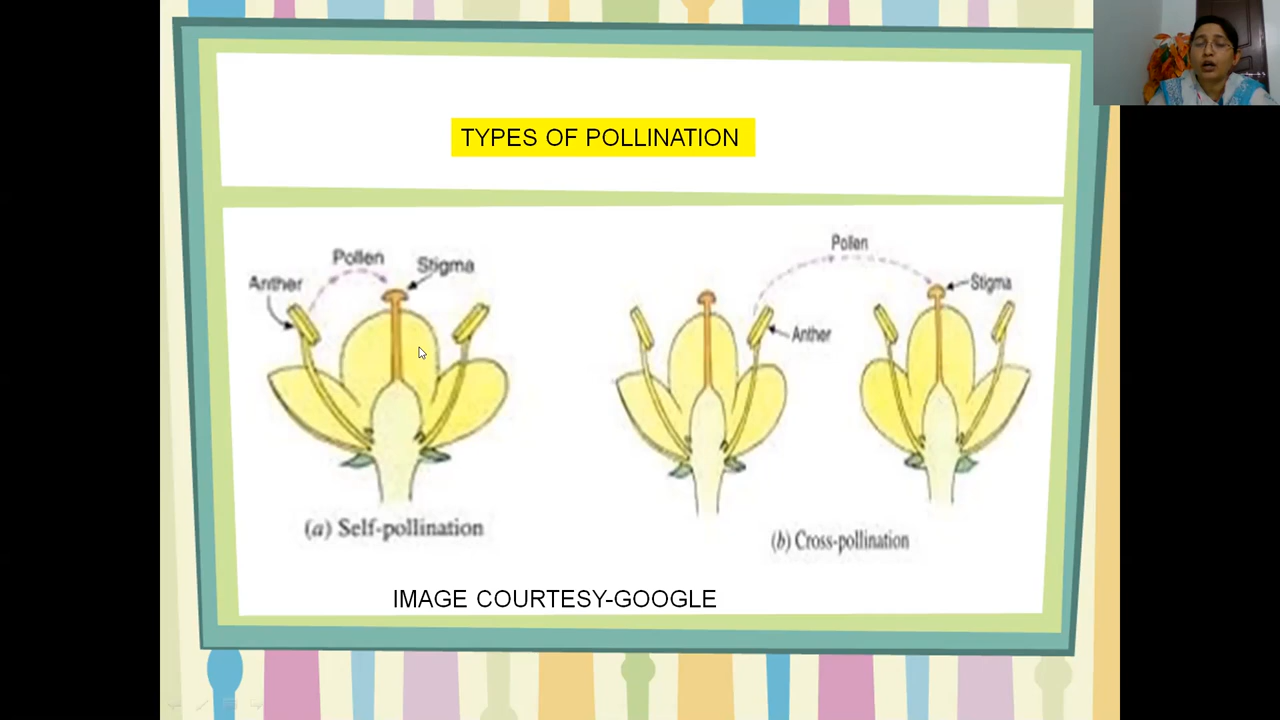 TYPES OF POLLINATION
Pollen
Stigma
Anther
(a) Self-pollination
Pollen
Stigma
Anther
(b) Cross-pollination
IMAGE COURTESY-GOOGLE